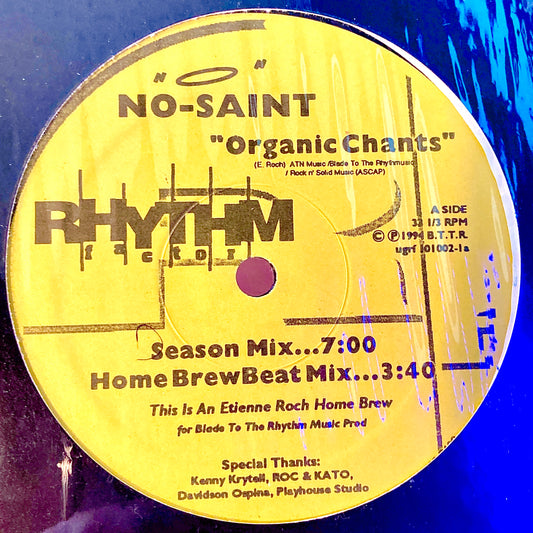 "NO"
NO-SAINT
"Organic Chants"
(E. Roch) ATN Music /Blade To The Rhythmusic
/ Rock n' Solid Music (ASCAP)
RHYTHM
factor
A SIDE
33 1/3 RPM
© ℗ 1994 B.T.T.R.
ugrf 101002-1a
Season Mix...7:00
Home BrewBeat Mix...3:40
This Is An Etienne Roch Home Brew
for Blade To The Rhythm Music Prod
Special Thanks:
Kenny Krytell, ROC & KATO,
Davidson Ospina, Playhouse Studio